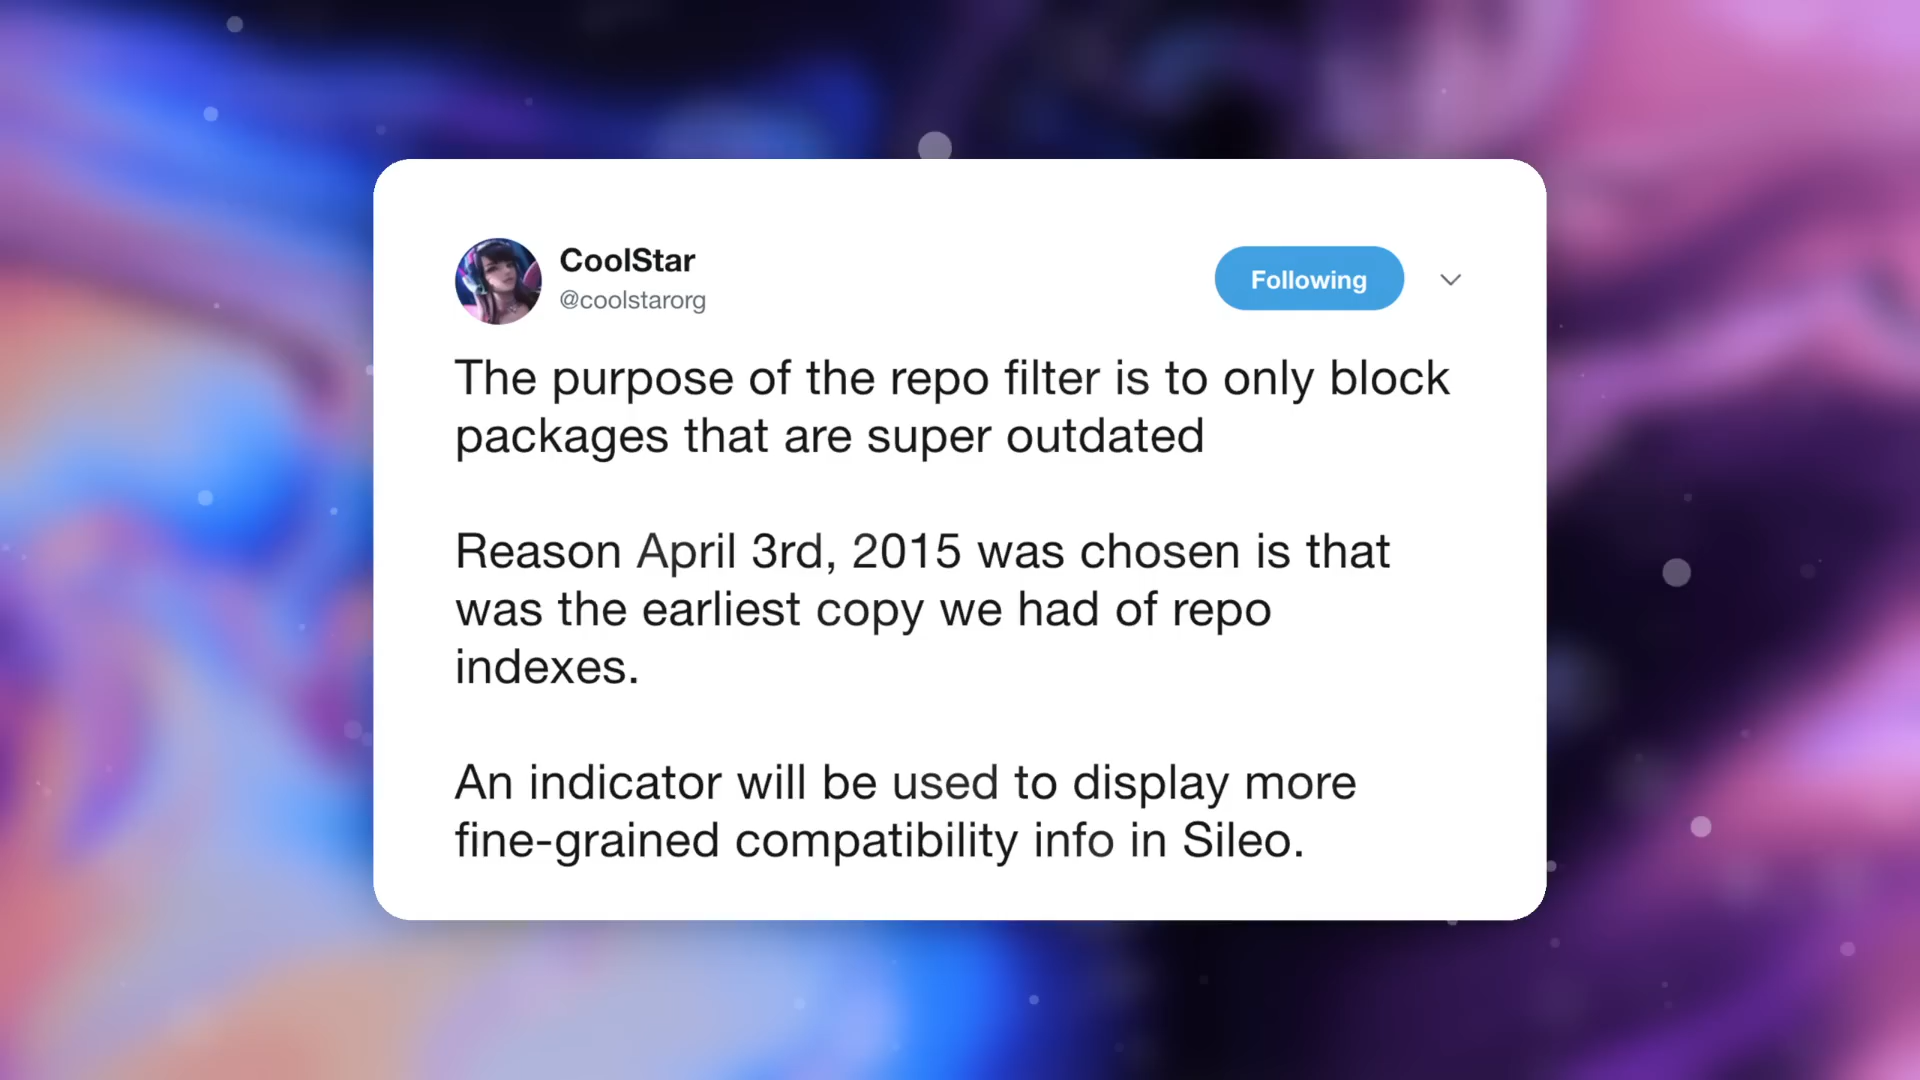 CoolStar
@coolstarorg
Following
The purpose of the repo filter is to only block
packages that are super outdated
Reason April 3rd, 2015 was chosen is that
was the earliest copy we had of repo
indexes.
An indicator will be used to display more
fine-grained compatibility info in Sileo.